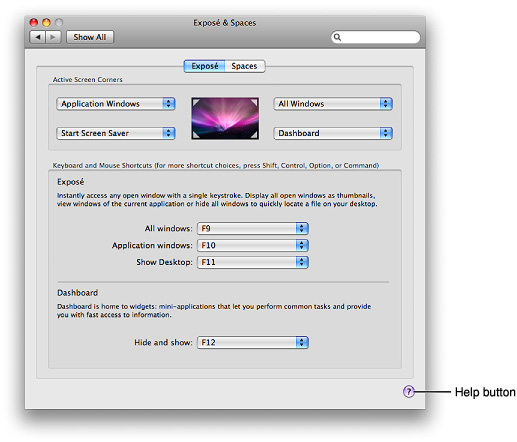 Exposé & Spaces
Show All
Exposé Spaces
Active Screen Corners
Application Windows All Windows
Start Screen Saver Dashboard
Keyboard and Mouse Shortcuts (for more shortcut choices, press Shift, Control, Option, or Command)
Exposé
Instantly access any open window with a single keystroke. Display all open windows as thumbnails,
view windows of the current application or hide all windows to quickly locate a file on your desktop.
All windows: F9
Application windows: F10
Show Desktop: F11
Dashboard
Dashboard is home to widgets: mini-applications that let you perform common tasks and provide
you with fast access to information.
Hide and show: F12
? Help button